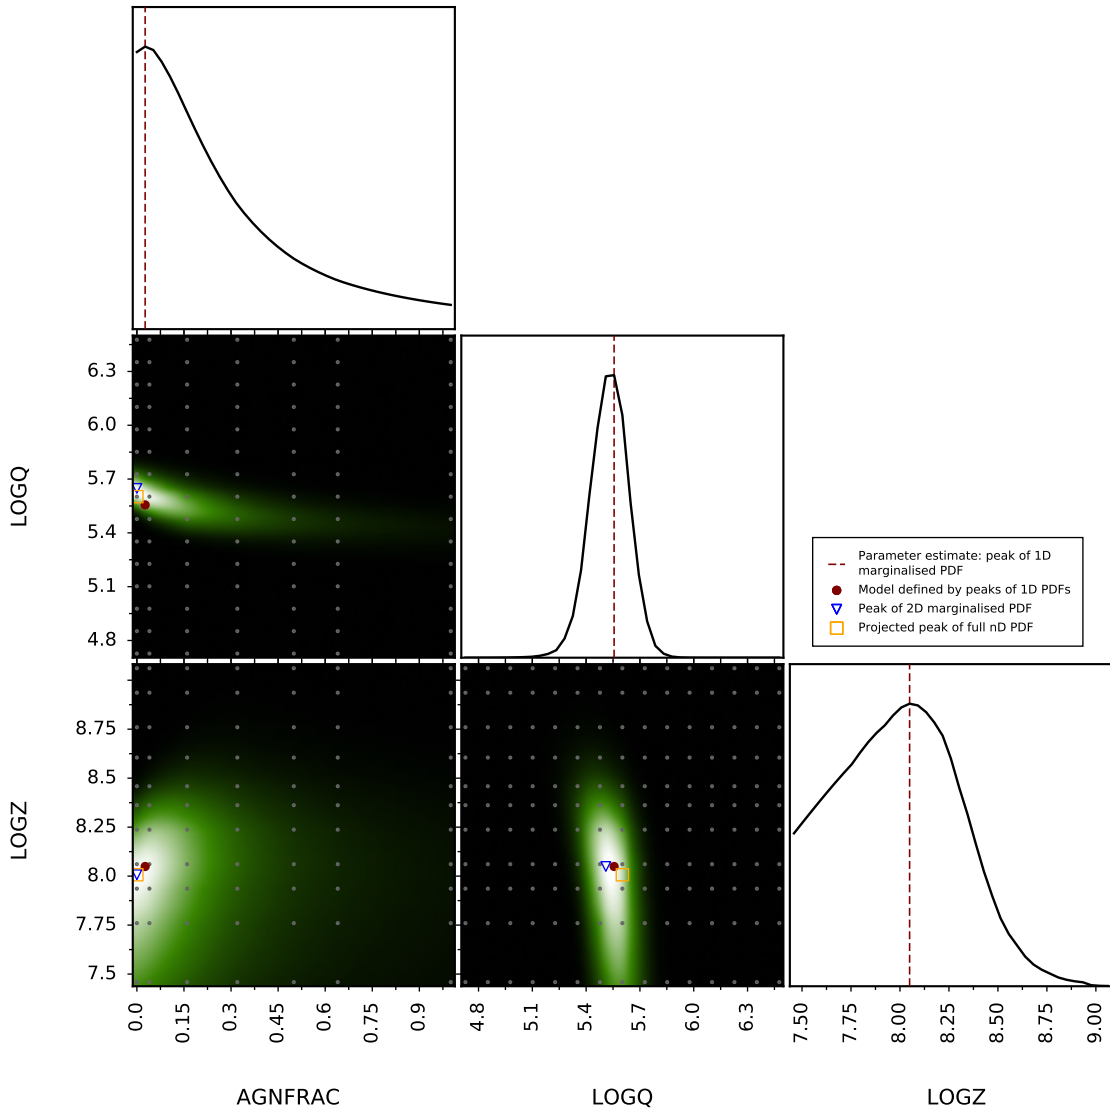 6.3
6.0
5.7
5.4
5.1
4.8
LOGQ
Parameter estimate: peak of 1D
marginalised PDF
Model defined by peaks of 1D PDFs
Peak of 2D marginalised PDF
Projected peak of full nD PDF
8.75
8.5
8.25
8.0
7.75
7.5
LOGZ
0.0 0.15 0.3 0.45 0.6 0.75 0.9
4.8 5.1 5.4 5.7 6.0 6.3
7.50 7.75 8.00 8.25 8.50 8.75 9.00
AGNFRAC LOGQ LOGZ